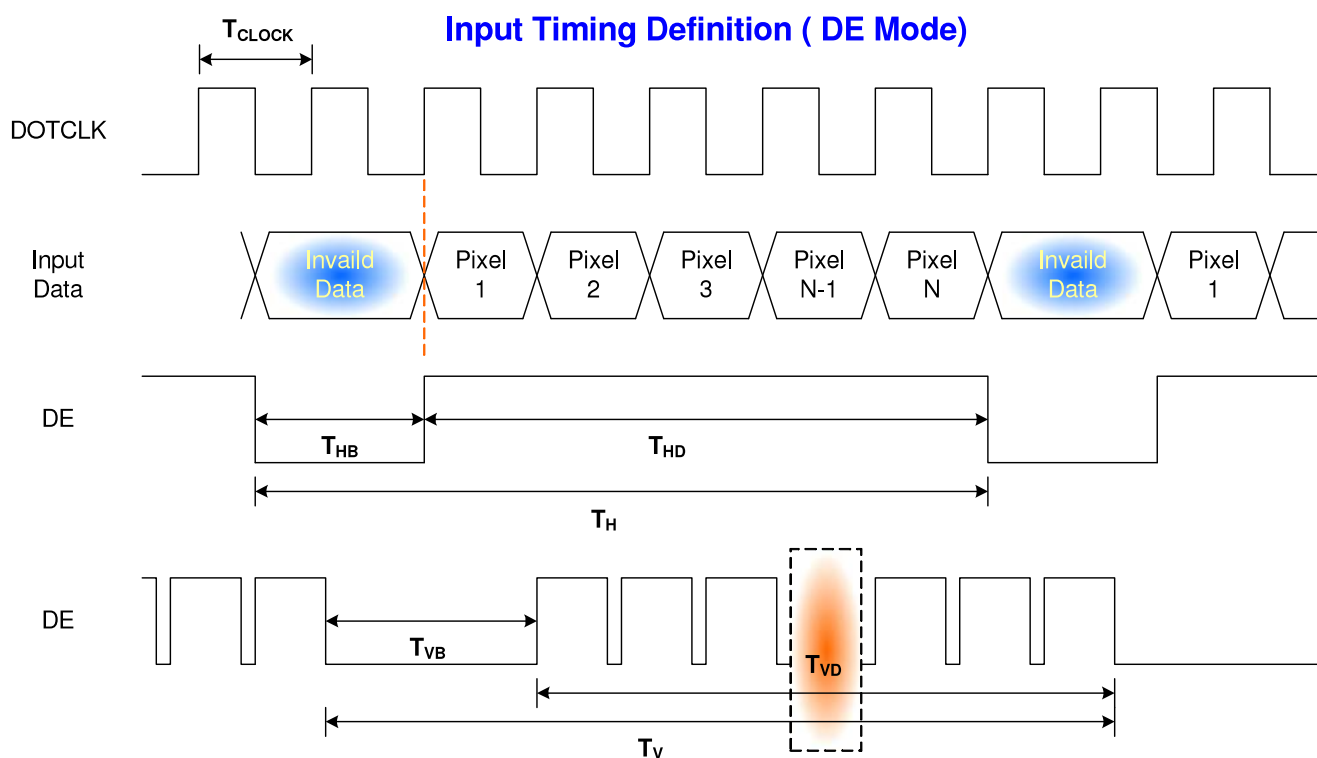 Input Timing Definition ( DE Mode)
TCLOCK
DOTCLK
Input
Data
Invaild
Data
Pixel
1
Pixel
2
Pixel
3
Pixel
N-1
Pixel
N
Invaild
Data
Pixel
1
DE
THB
THD
TH
DE
TVB
TVD
TV